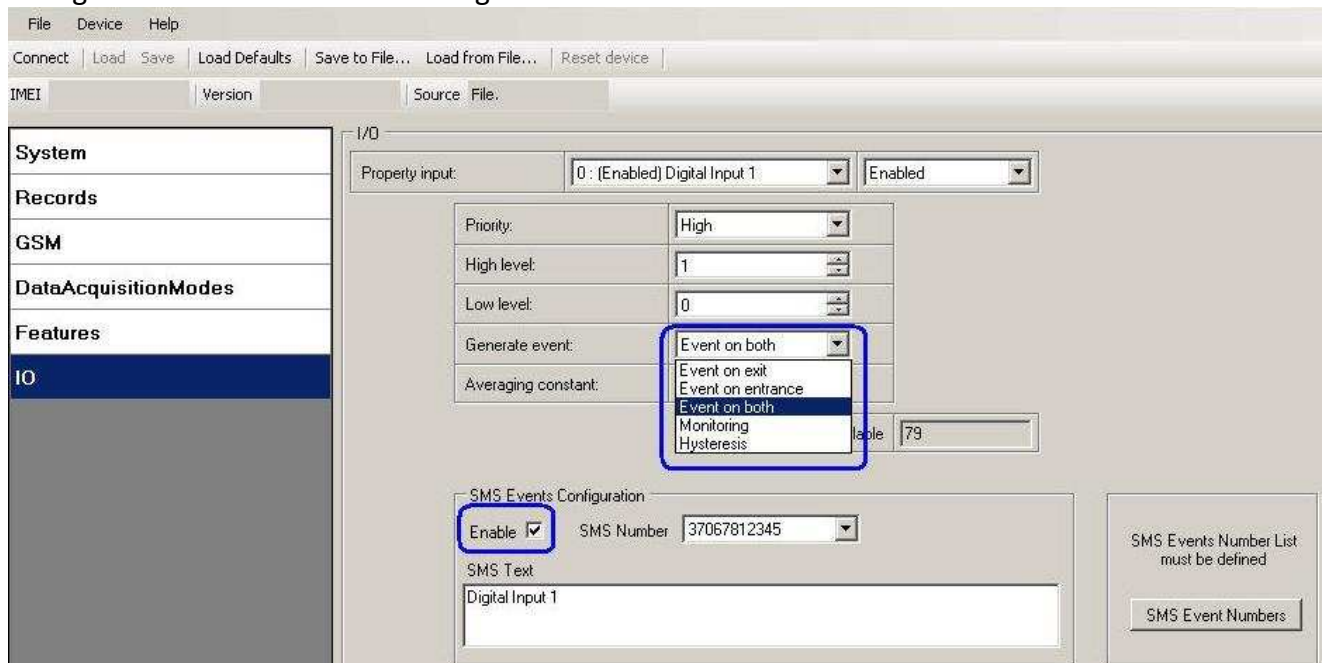 File Device Help
Connect Load Save Load Defaults Save to File... Load from File... Reset device
IMEI Version Source File.
System
Records
GSM
DataAcquisitionModes
Features
IO
I/O
Property input: 0 : (Enabled) Digital Input 1 Enabled
Priority: High
High level: 1
Low level: 0
Generate event: Event on both
Averaging constant:
Event on exit
Event on entrance
Event on both
Monitoring
Hysteresis
79
SMS Events Configuration
Enable SMS Number 37067812345
SMS Text
Digital Input 1
SMS Events Number List
must be defined
SMS Event Numbers